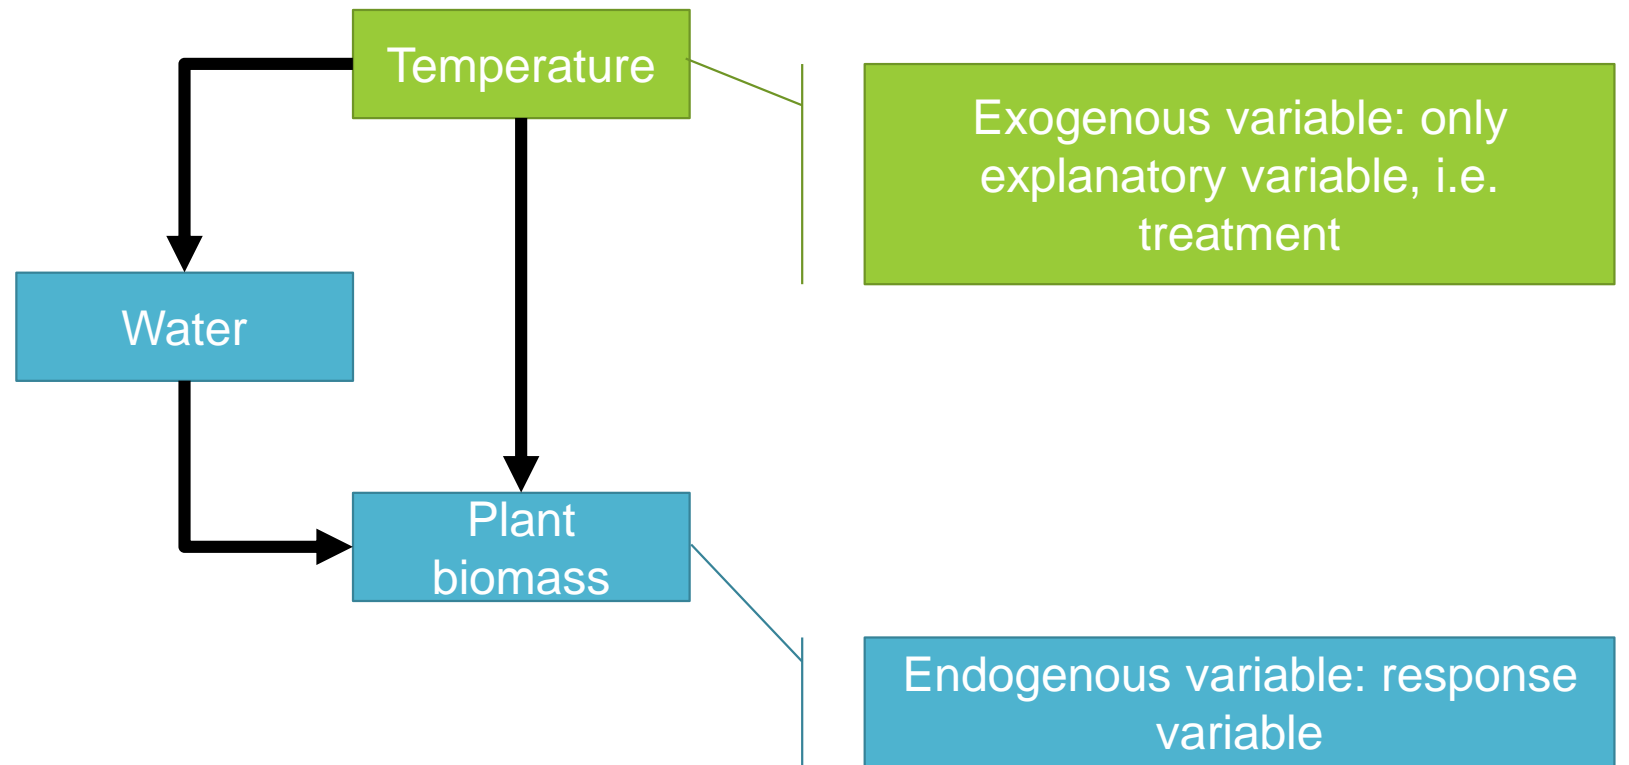 Temperature
Exogenous variable: only
explanatory variable, i.e.
treatment
Water
Plant
biomass
Endogenous variable: response
variable